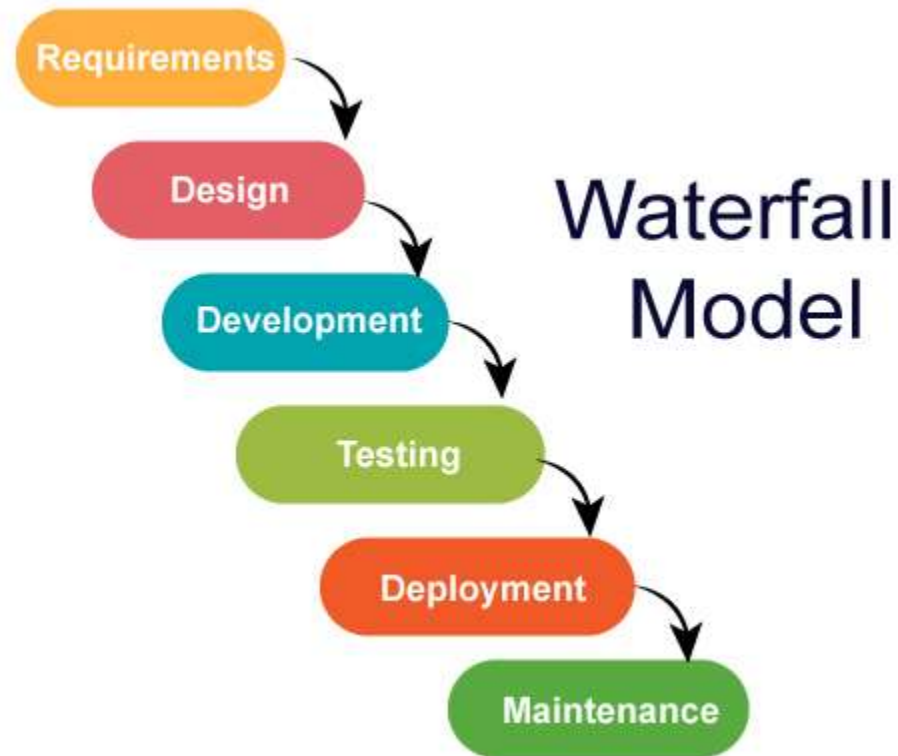 Requirements
Design
Waterfall
Model
Development
Testing
Deployment
Maintenance